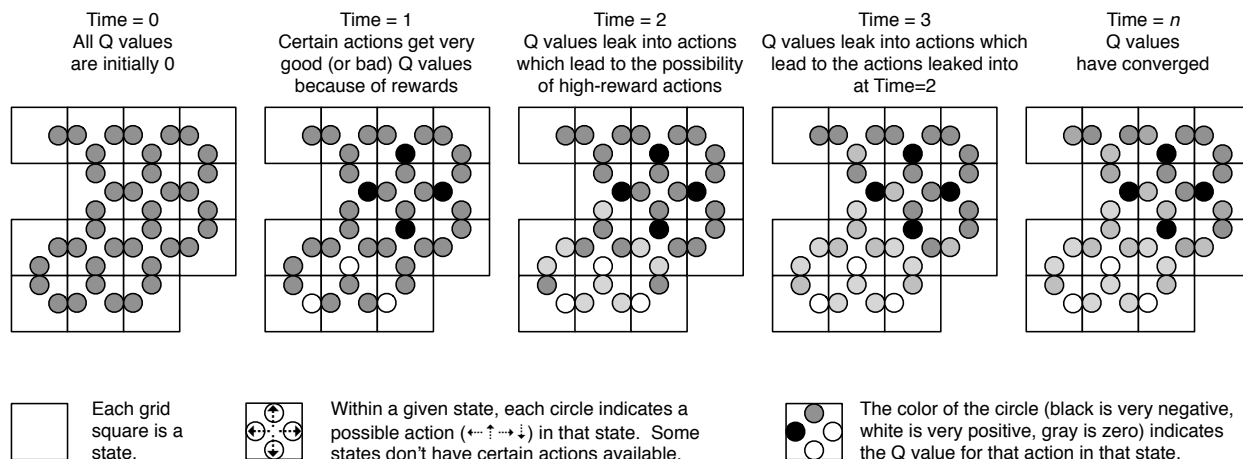 Time = 0
All Q values
are initially 0
Time = 1
Certain actions get very
good (or bad) Q values
because of rewards
Time = 2
Q values leak into actions
which lead to the possibility
of high-reward actions
Time = 3
Q values leak into actions which
lead to the actions leaked into
at Time=2
Time = n
Q values
have converged
Each grid
square is a
state.
Within a given state, each circle indicates a
possible action (⇠⇡⇢⇣) in that state. Some
states don't have certain actions available.
The color of the circle (black is very negative,
white is very positive, gray is zero) indicates
the Q value for that action in that state.